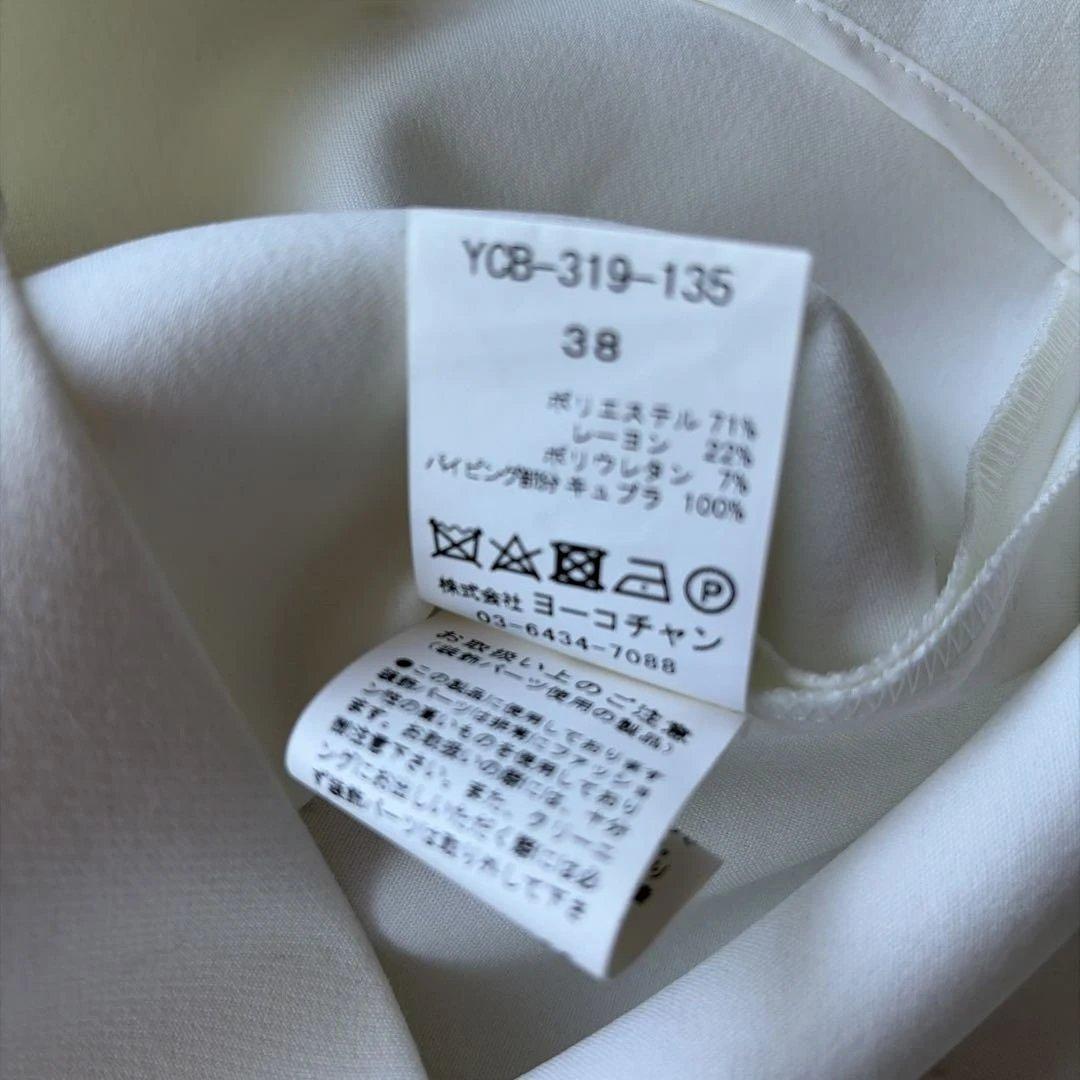 YCB-319-135
38
ポリエステル 71%
レーヨン 22%
ポリウレタン 7%
パイピング部分 キュプラ 100%
P
株式会社 ヨーコチャン
03-6434-7088
お取扱い上のご注意
(装飾パーツ使用の製品)
●この製品に使用しております
装飾パーツは非常にファッショ
ン性の高いものを使用しており
ます。お取扱いの際には、十分
御注意下さい。また、クリーニ
ングにお出しいただく際には必
ず装飾パーツは取り外して下さ